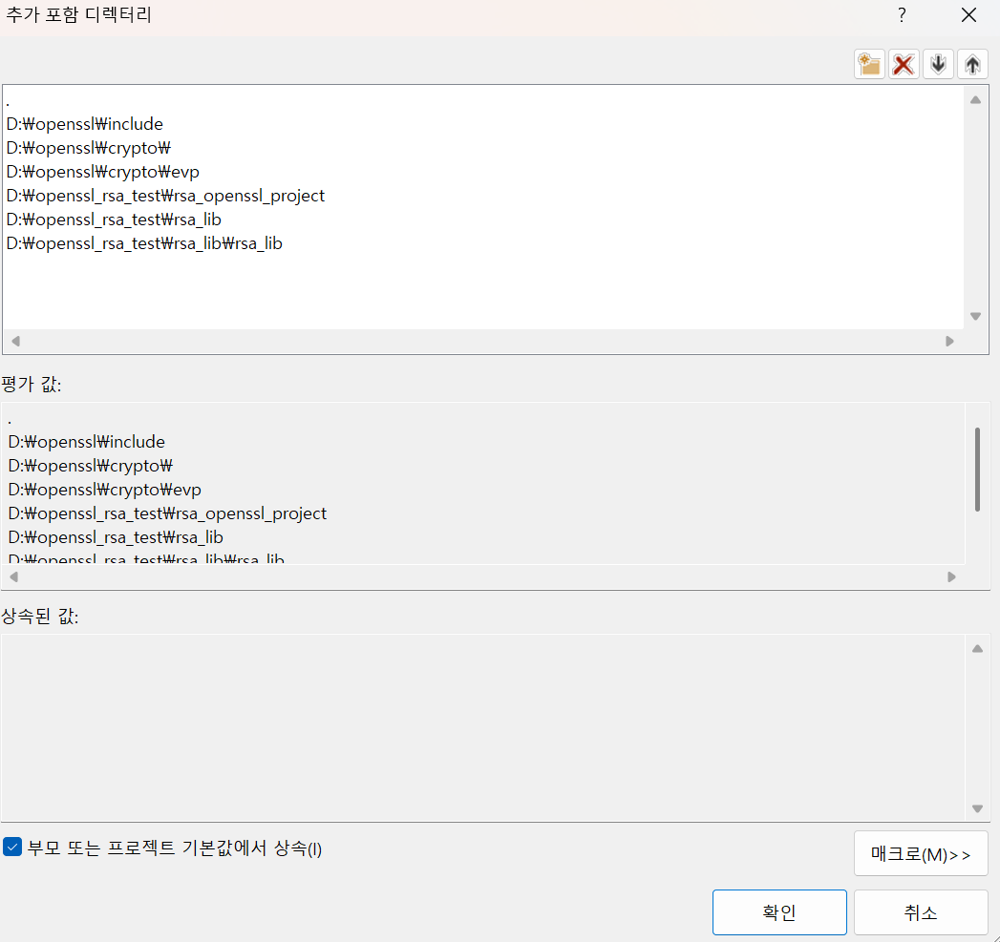 추가 포함 디렉터리
?
.
D:₩openssl₩include
D:₩openssl₩crypto₩
D:₩openssl₩crypto₩evp
D:₩openssl_rsa_test₩rsa_openssl_project
D:₩openssl_rsa_test₩rsa_lib
D:₩openssl_rsa_test₩rsa_lib₩rsa_lib
평가 값:
.
D:₩openssl₩include
D:₩openssl₩crypto₩
D:₩openssl₩crypto₩evp
D:₩openssl_rsa_test₩rsa_openssl_project
D:₩openssl_rsa_test₩rsa_lib
D:₩openssl_rsa_test₩rsa_lib₩rsa_lib
상속된 값:
부모 또는 프로젝트 기본값에서 상속(I)
매크로(M)>>
확인
취소